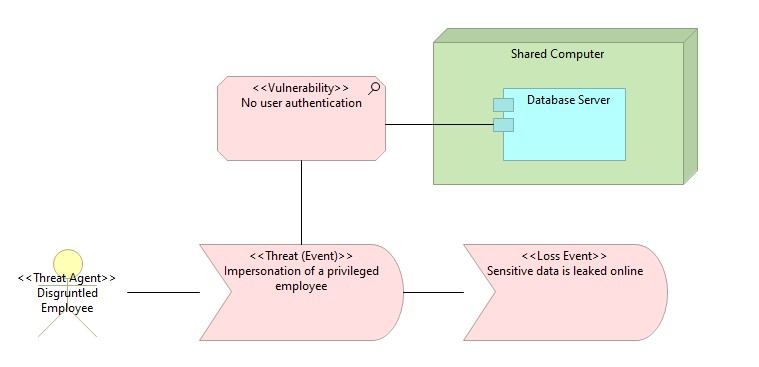 Shared Computer
<<Vulnerability>>
No user authentication
Database Server
<<Threat Agent>>
Disgruntled
Employee
<<Threat (Event)>>
Impersonation of a privileged
employee
<<Loss Event>>
Sensitive data is leaked online